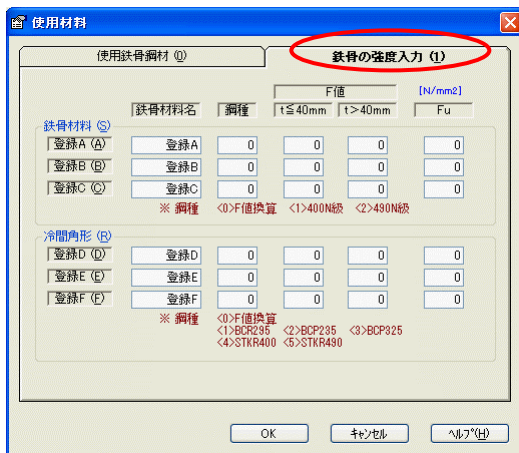 使用材料
使用鉄骨鋼材 (0)
鉄骨の強度入力 (1)
F値
[N/mm2]
鉄骨材料名 鋼種 t≦40mm t>40mm Fu
鉄骨材料 (S)
登録A (A) 登録A 0 0 0 0
登録B (B) 登録B 0 0 0 0
登録C (C) 登録C 0 0 0 0
※ 鋼種 <0>F値換算 <1>400N級 <2>490N級
冷間角形 (R)
登録D (D) 登録D 0 0 0 0
登録E (E) 登録E 0 0 0 0
登録F (F) 登録F 0 0 0 0
※ 鋼種 <0>F値換算
<1>BCR295 <2>BCP235 <3>BCP325
<4>STKR400 <5>STKR490
OK キャンセル ヘルプ(H)